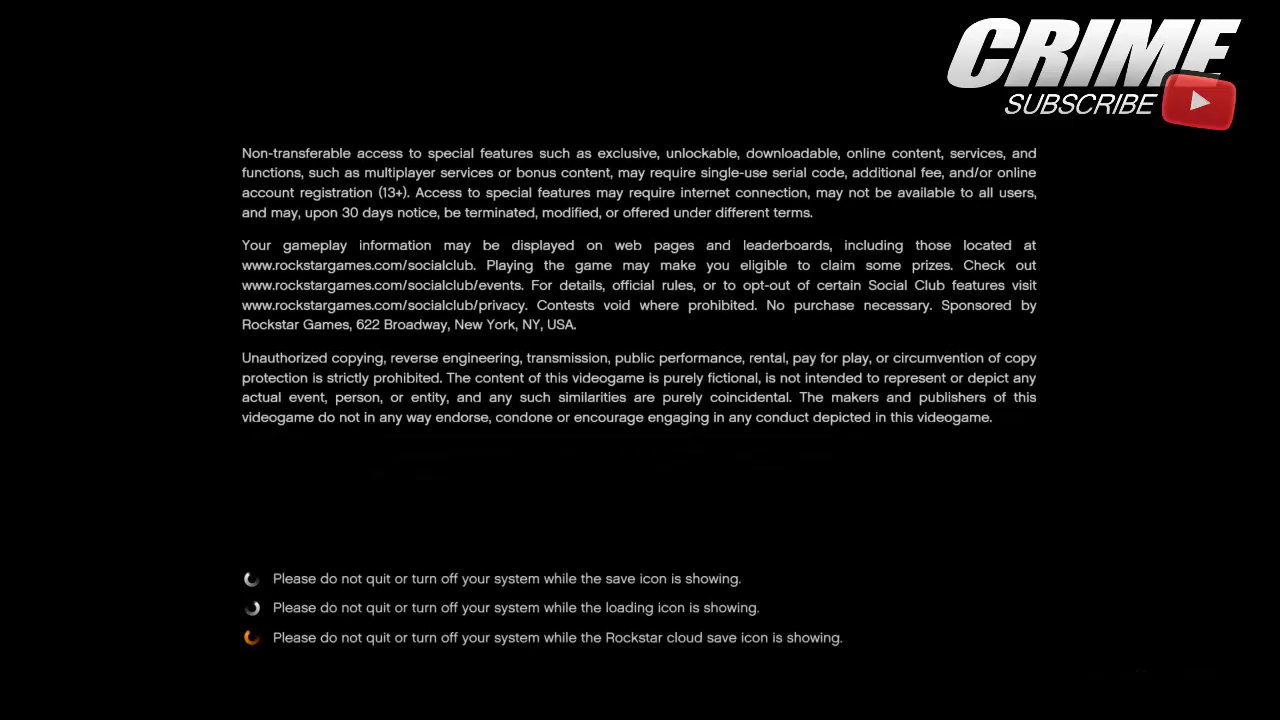 CRIME
SUBSCRIBE
Non-transferable access to special features such as exclusive, unlockable, downloadable, online content, services, and
functions, such as multiplayer services or bonus content, may require single-use serial code, additional fee, and/or online
account registration (13+). Access to special features may require internet connection, may not be available to all users,
and may, upon 30 days notice, be terminated, modified, or offered under different terms.
Your gameplay information may be displayed on web pages and leaderboards, including those located at
www.rockstargames.com/socialclub. Playing the game may make you eligible to claim some prizes. Check out
www.rockstargames.com/socialclub/events. For details, official rules, or to opt-out of certain Social Club features visit
www.rockstargames.com/socialclub/privacy. Contests void where prohibited. No purchase necessary. Sponsored by
Rockstar Games, 622 Broadway, New York, NY, USA.
Unauthorized copying, reverse engineering, transmission, public performance, rental, pay for play, or circumvention of copy
protection is strictly prohibited. The content of this videogame is purely fictional, is not intended to represent or depict any
actual event, person, or entity, and any such similarities are purely coincidental. The makers and publishers of this
videogame do not in any way endorse, condone or encourage engaging in any conduct depicted in this videogame.
Please do not quit or turn off your system while the save icon is showing.
Please do not quit or turn off your system while the loading icon is showing.
Please do not quit or turn off your system while the Rockstar cloud save icon is showing.